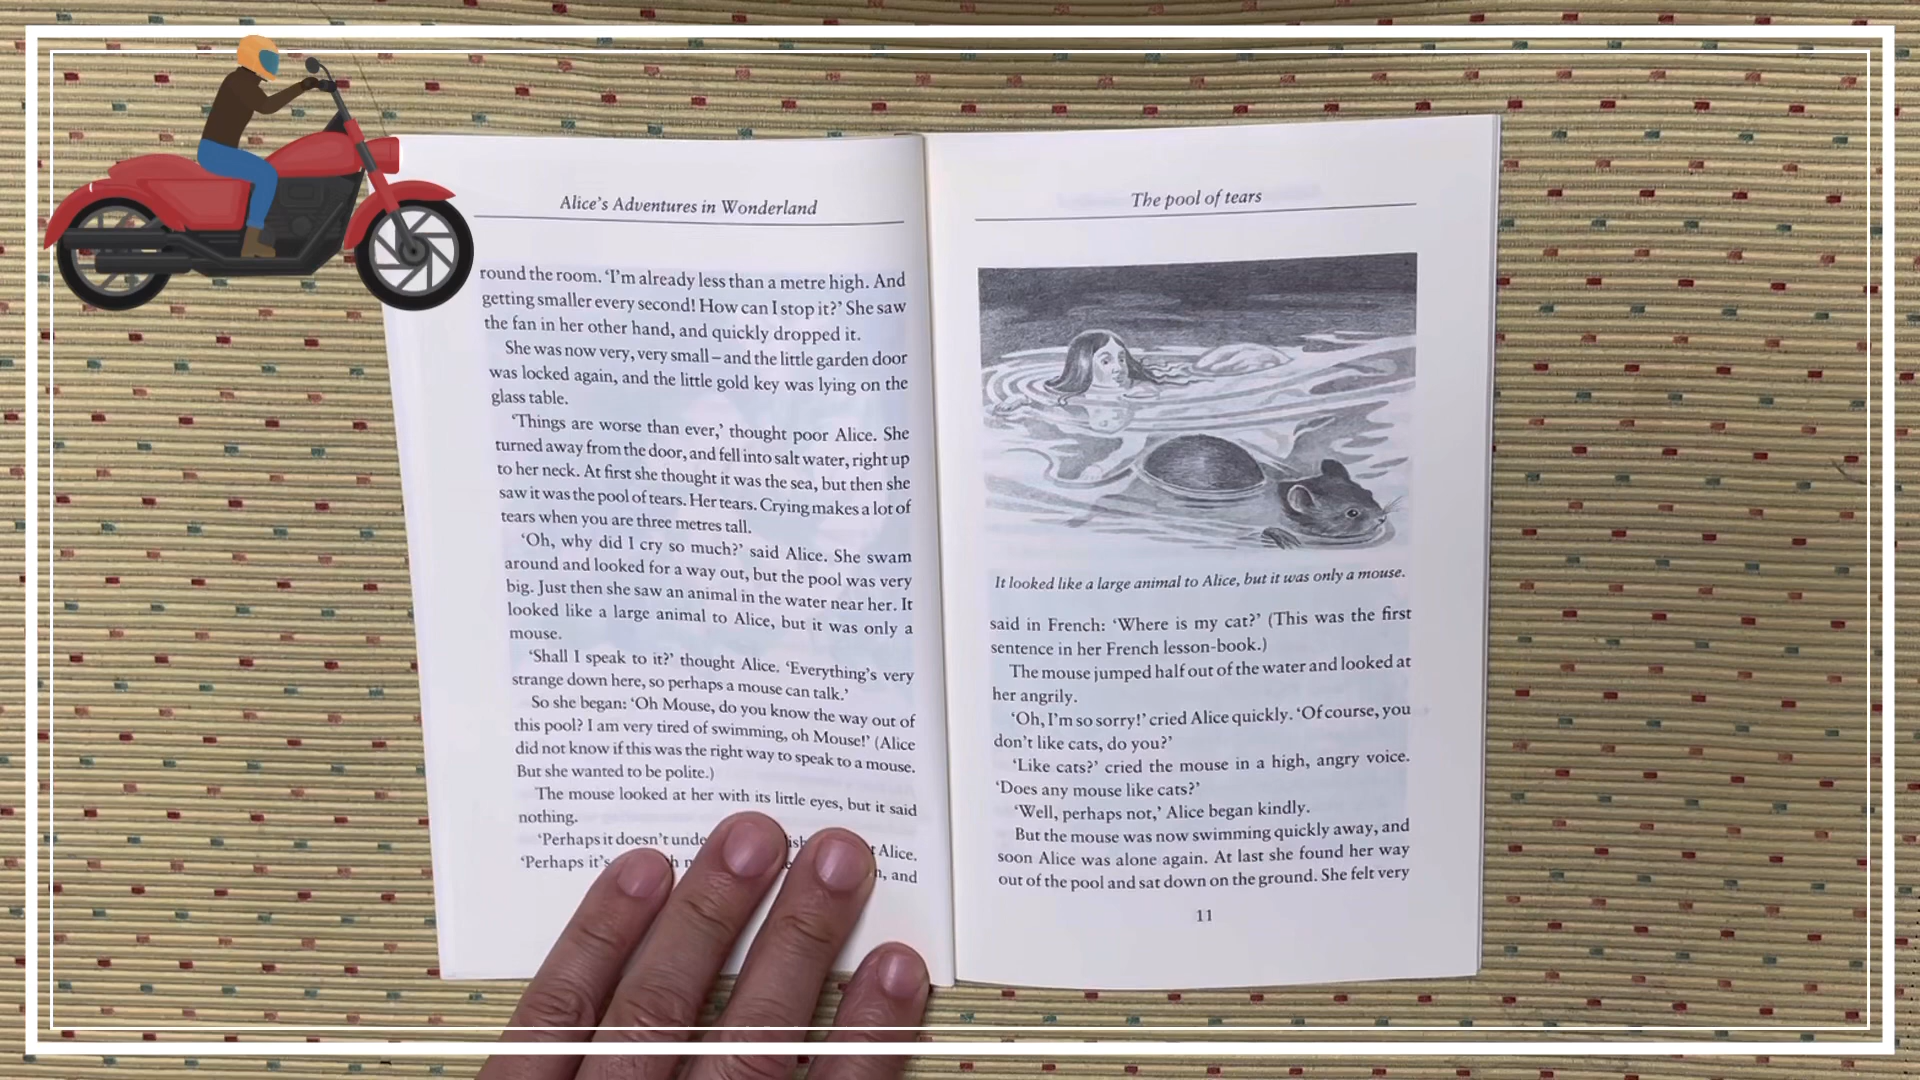 Alice's Adventures in Wonderland
round the room. ‘I'm already less than a metre high. And
getting smaller every second! How can I stop it?’ She saw
the fan in her other hand, and quickly dropped it.
She was now very, very small – and the little garden door
was locked again, and the little gold key was lying on the
glass table.
‘Things are worse than ever,’ thought poor Alice. She
turned away from the door, and fell into salt water, right up
to her neck. At first she thought it was the sea, but then she
saw it was the pool of tears. Her tears. Crying makes a lot of
tears when you are three metres tall.
‘Oh, why did I cry so much?’ said Alice. She swam
around and looked for a way out, but the pool was very
big. Just then she saw an animal in the water near her. It
looked like a large animal to Alice, but it was only a
mouse.
‘Shall I speak to it?’ thought Alice. ‘Everything's very
strange down here, so perhaps a mouse can talk.’
So she began: ‘Oh Mouse, do you know the way out of
this pool? I am very tired of swimming, oh Mouse!’ (Alice
did not know if this was the right way to speak to a mouse.
But she wanted to be polite.)
The mouse looked at her with its little eyes, but it said
nothing.
‘Perhaps it doesn't Alice.
‘Perhaps it's and
The pool of tears
It looked like a large animal to Alice, but it was only a mouse.
said in French: ‘Where is my cat?’ (This was the first
sentence in her French lesson-book.)
The mouse jumped half out of the water and looked at
her angrily.
‘Oh, I'm so sorry!’ cried Alice quickly. ‘Of course, you
don't like cats, do you?’
‘Like cats?’ cried the mouse in a high, angry voice.
‘Does any mouse like cats?’
‘Well, perhaps not,’ Alice began kindly.
But the mouse was now swimming quickly away, and
soon Alice was alone again. At last she found her way
out of the pool and sat down on the ground. She felt very
11